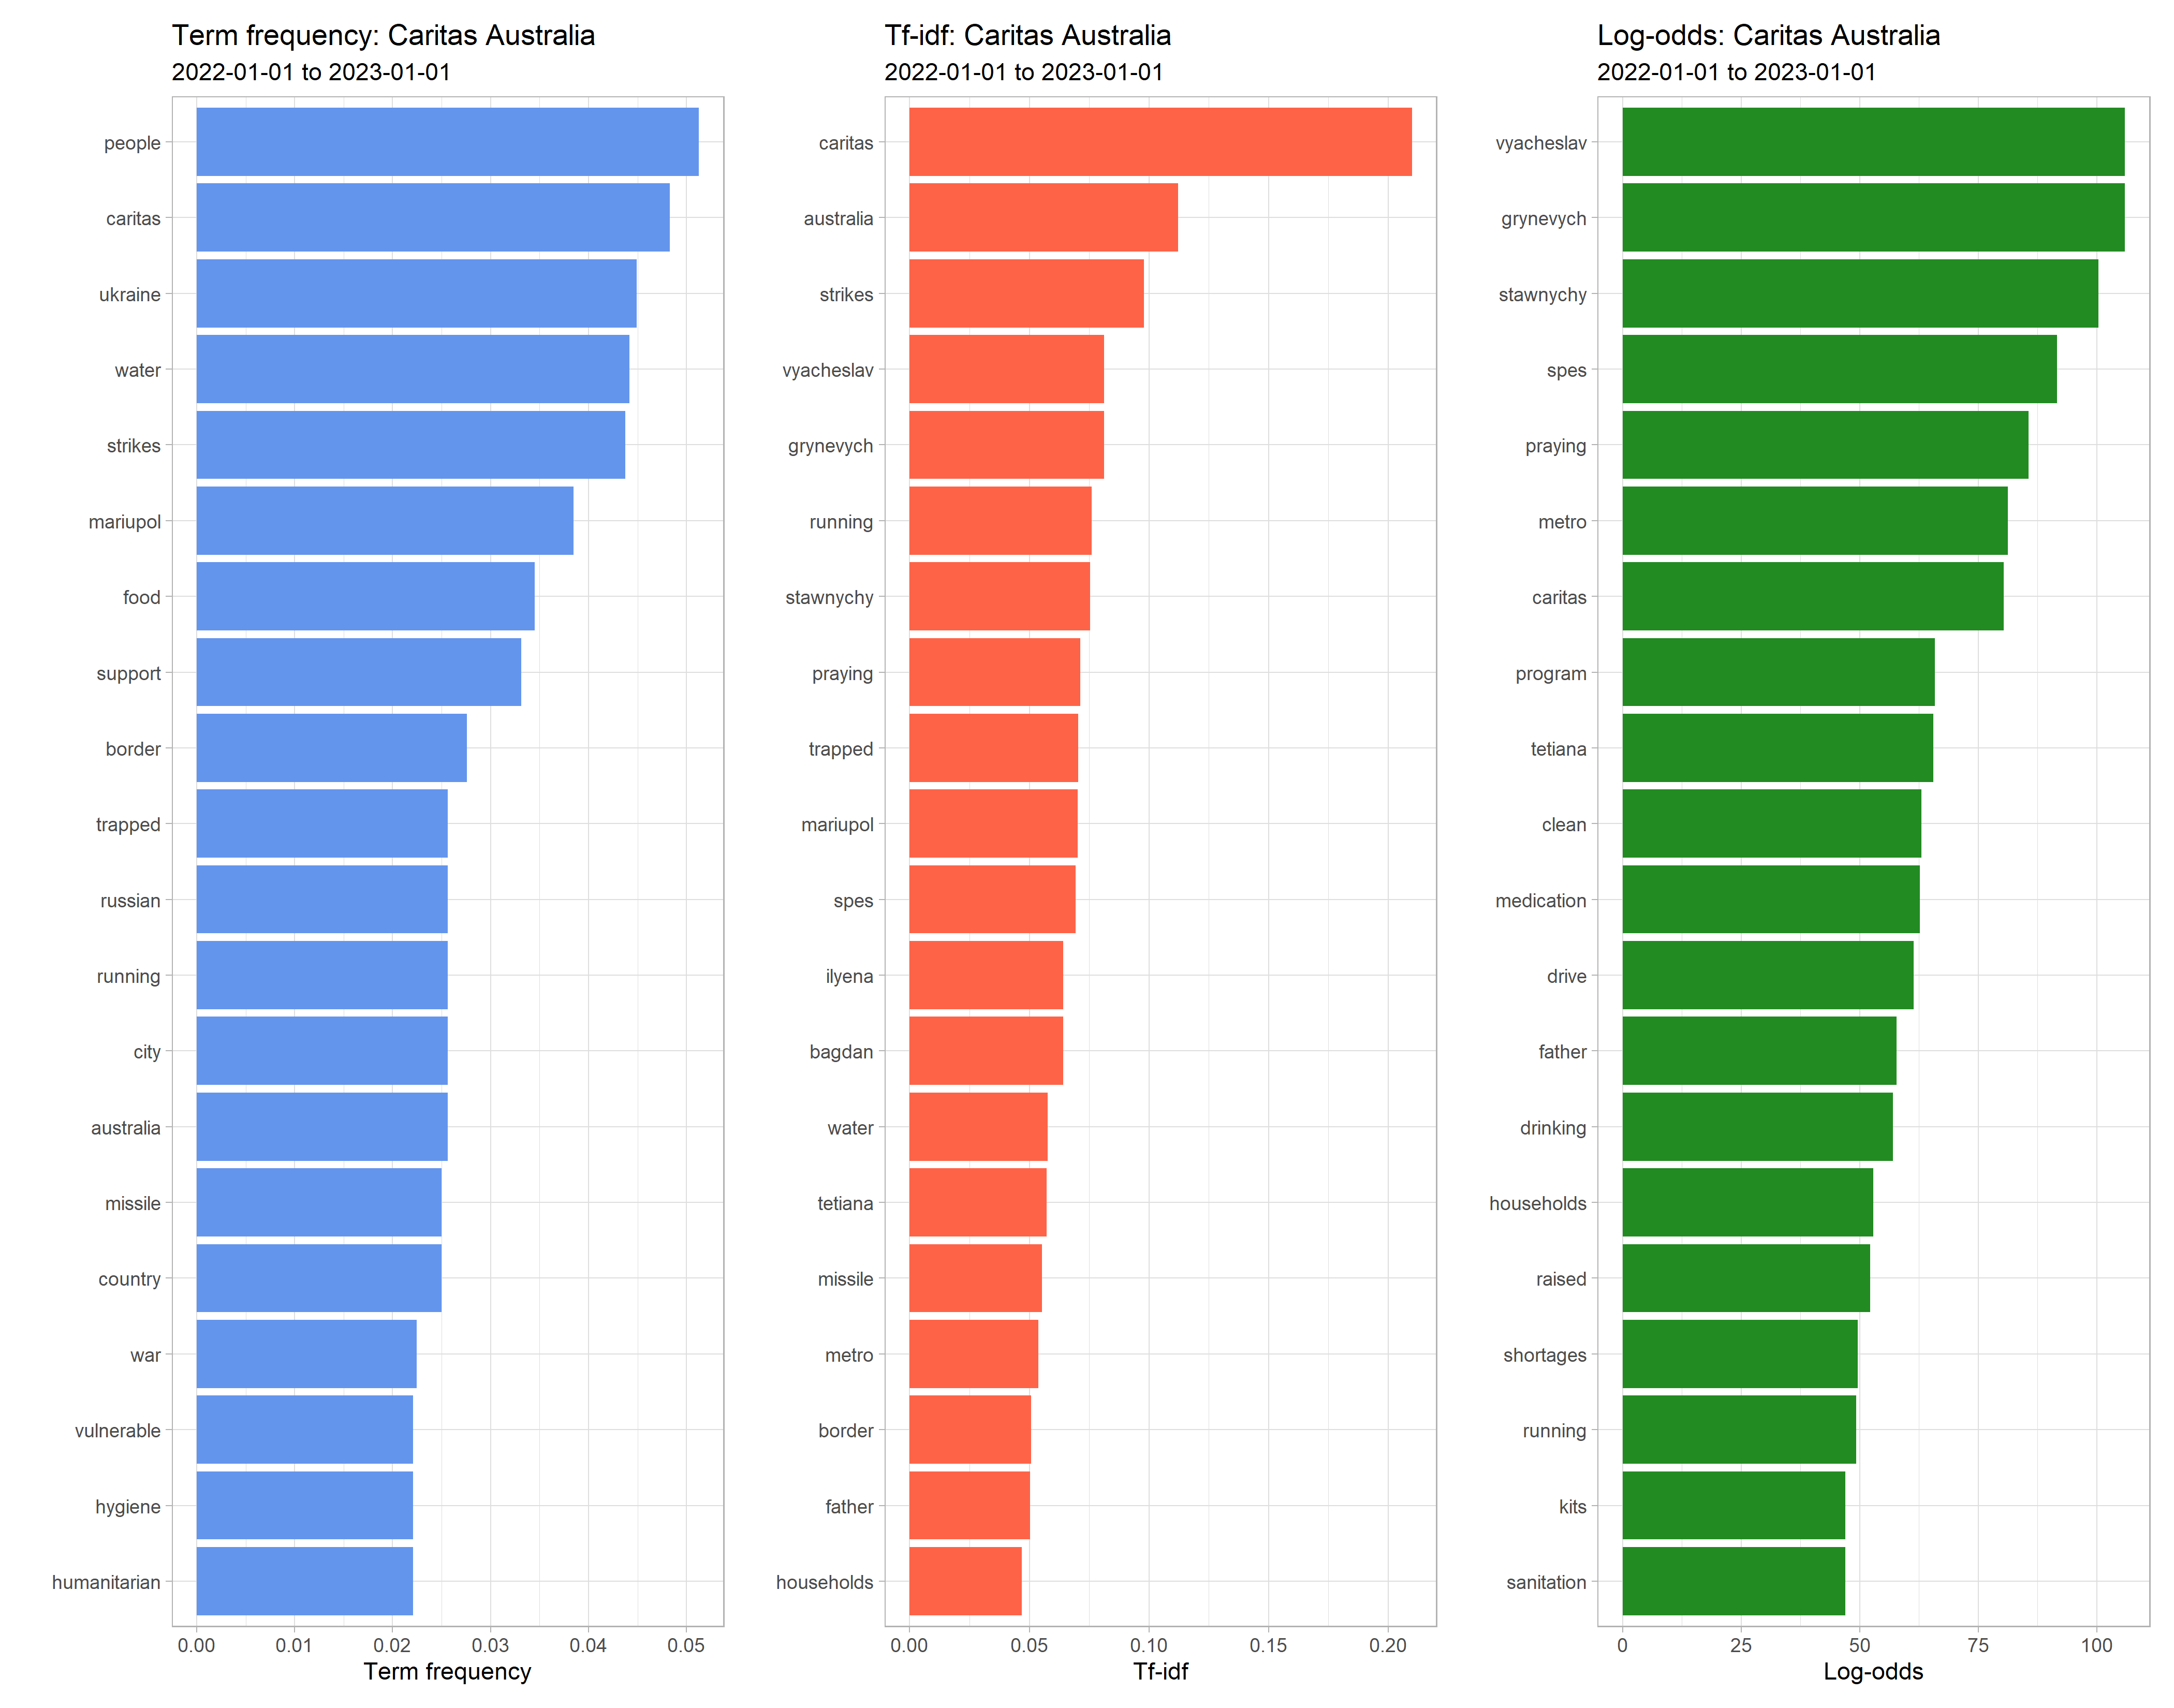 Term frequency: Caritas Australia
2022-01-01 to 2023-01-01
people
caritas
ukraine
water
strikes
mariupol
food
support
border
trapped
russian
running
city
australia
missile
country
war
vulnerable
hygiene
humanitarian
0.00 0.01 0.02 0.03 0.04 0.05
Term frequency
Tf-idf: Caritas Australia
2022-01-01 to 2023-01-01
caritas
australia
strikes
vyacheslav
grynevych
running
stawnychy
praying
trapped
mariupol
spes
ilyena
bagdan
water
tetiana
missile
metro
border
father
households
0.00 0.05 0.10 0.15 0.20
Tf-idf
Log-odds: Caritas Australia
2022-01-01 to 2023-01-01
vyacheslav
grynevych
stawnychy
spes
praying
metro
caritas
program
tetiana
clean
medication
drive
father
drinking
households
raised
shortages
running
kits
sanitation
0 25 50 75 100
Log-odds